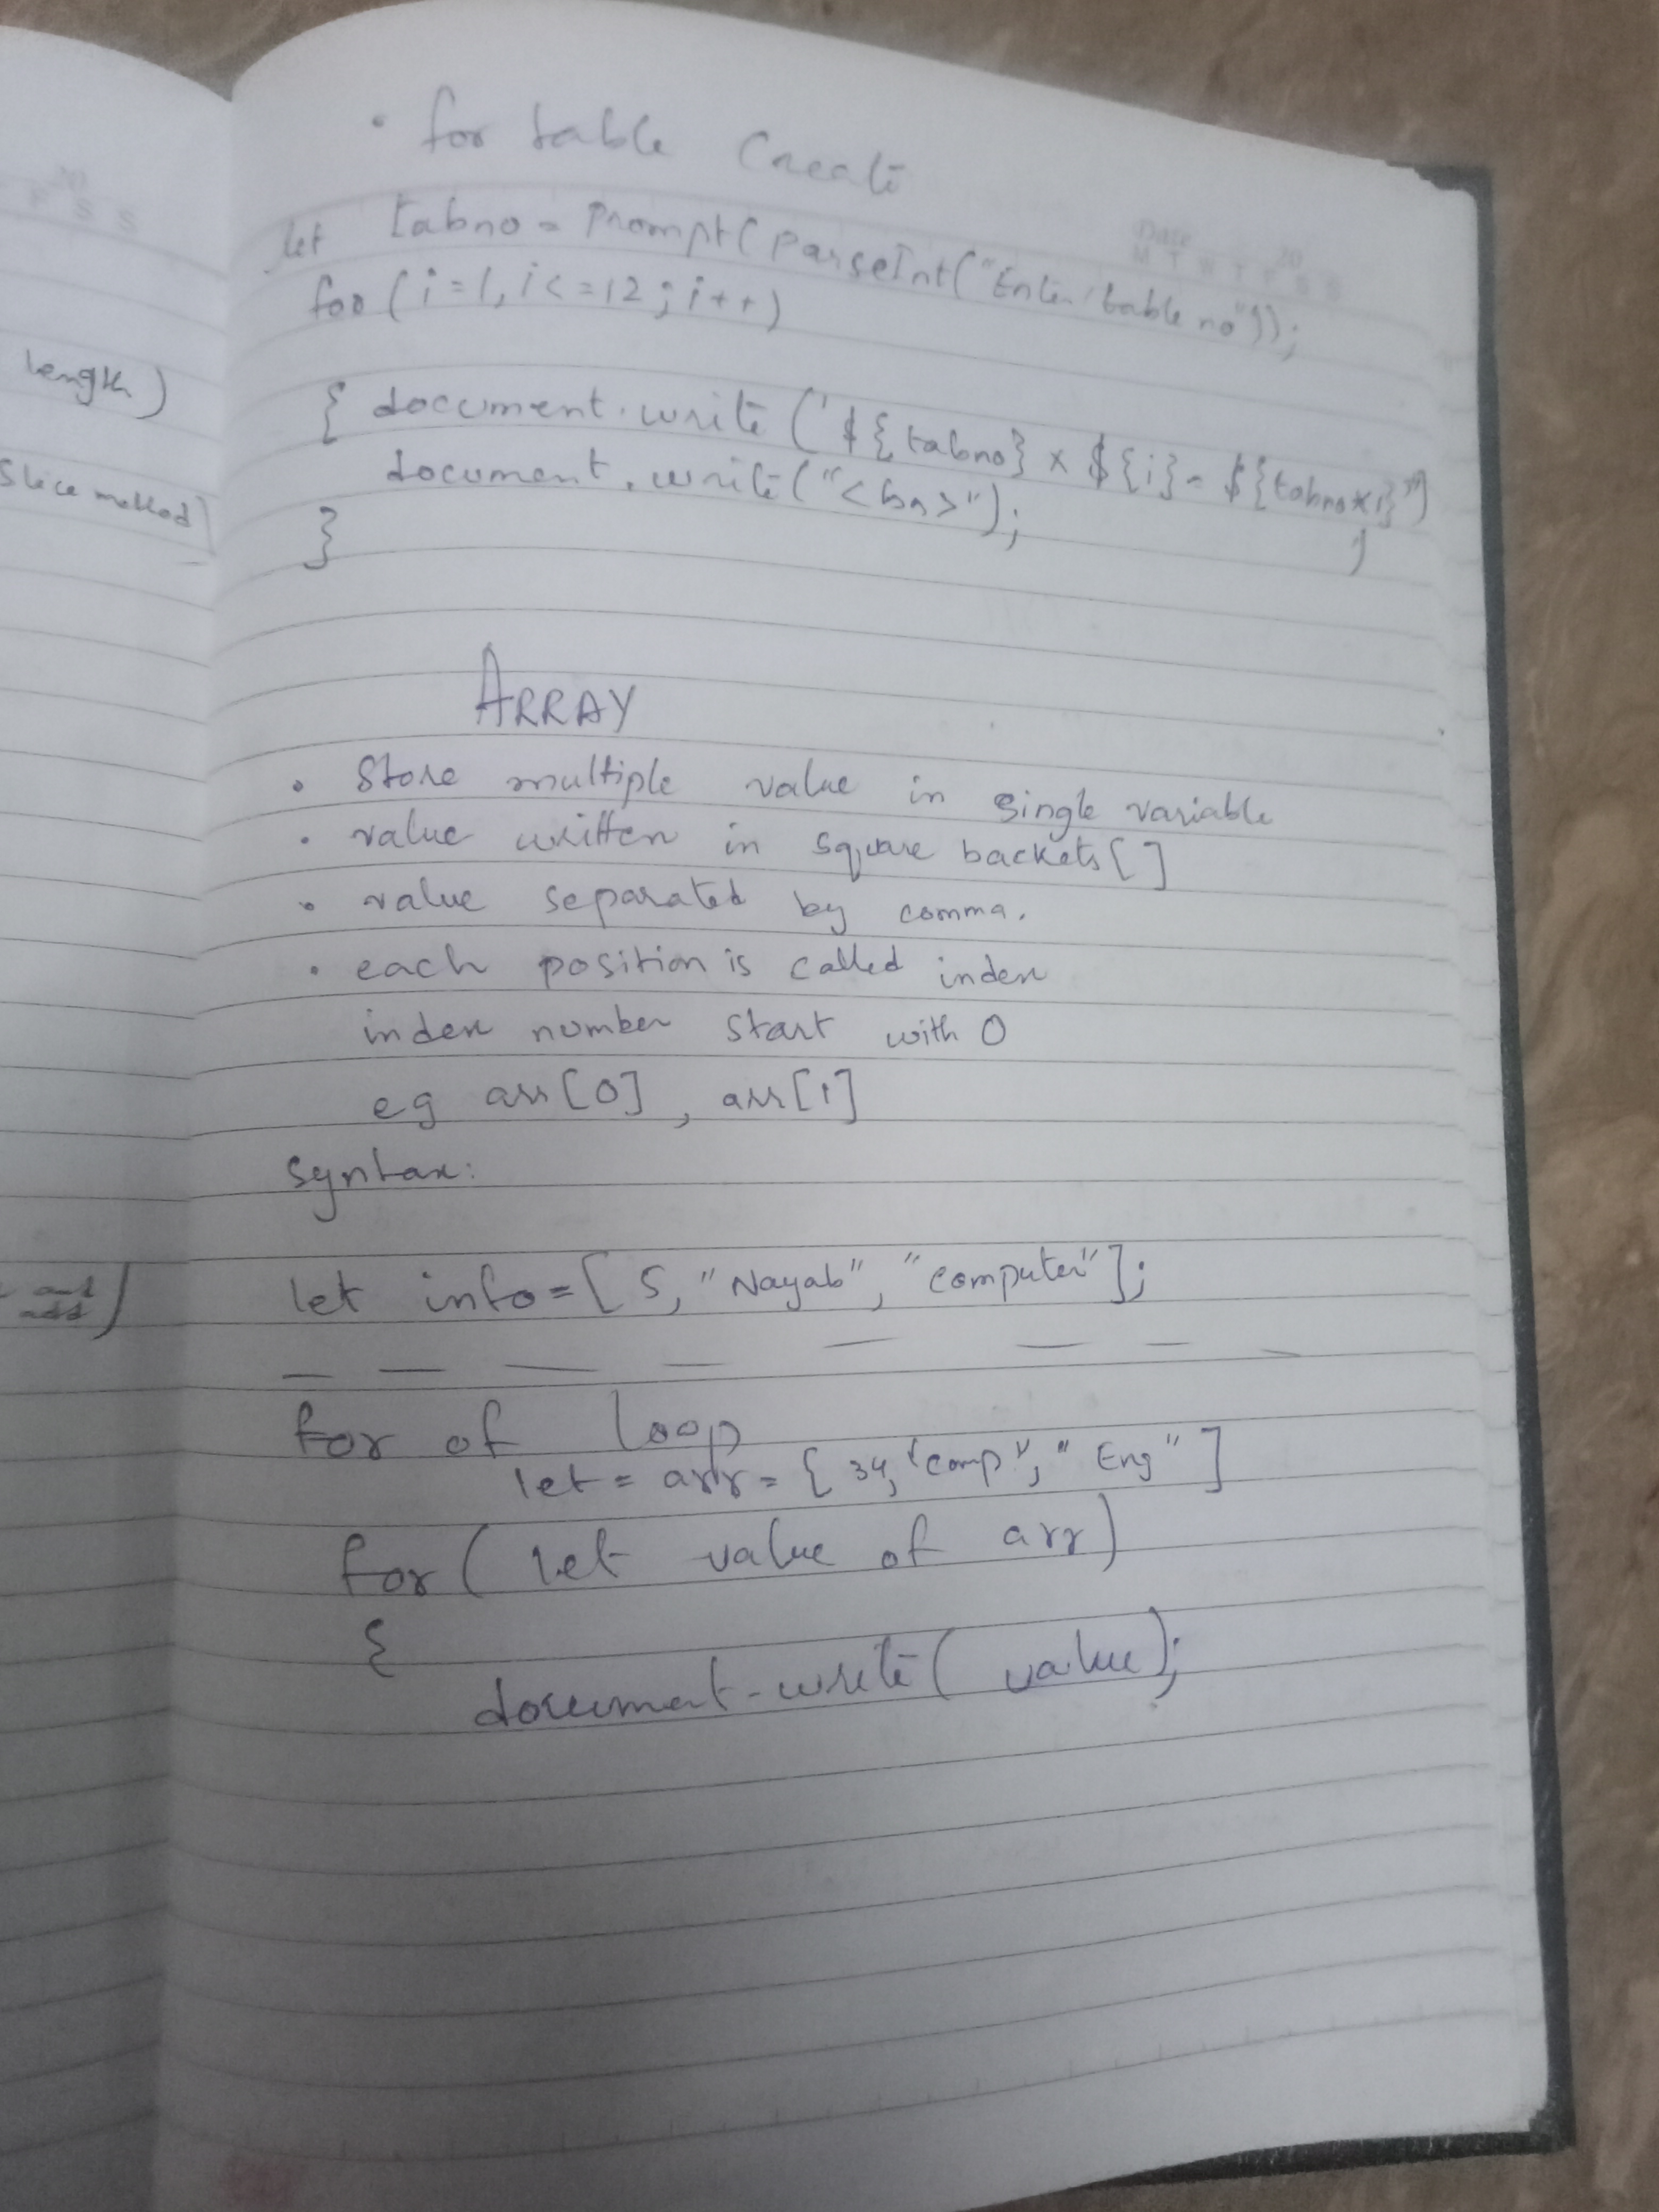 length)
Slice method]
add)
• for table Create
let tabno = Prompt(parseInt("Enter table no"));
for (i=1, i<=12; i++)
{ document.write ('${tabno} x ${i} = ${tabno*i}")
;
document.write("<br>");
}
ARRAY
• Store multiple value in single variable
• value written in square backets []
• value separated by comma.
• each position is called index
index number start with 0
eg arr[0], arr[1]
Syntax:
let info=[5, "Nayab", "computer"];
for of loop
let = arr = [34, "comp", "Eng"]
for( let value of arr)
{
document.write( value);